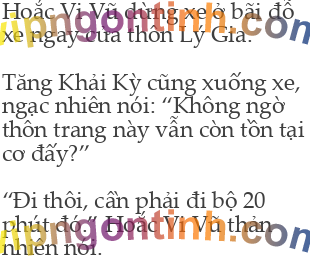 Hoắc Vi Vũ dừng xe ở bãi đỗ
xe ngay cửa thôn Lý Gia.
Tăng Khải Kỳ cũng xuống xe,
ngạc nhiên nói: “Không ngờ
thôn trang này vẫn còn tồn tại
cơ đấy?”
“Đi thôi, cần phải đi bộ 20
phút đó.” Hoắc Vi Vũ thản
nhiên nói.